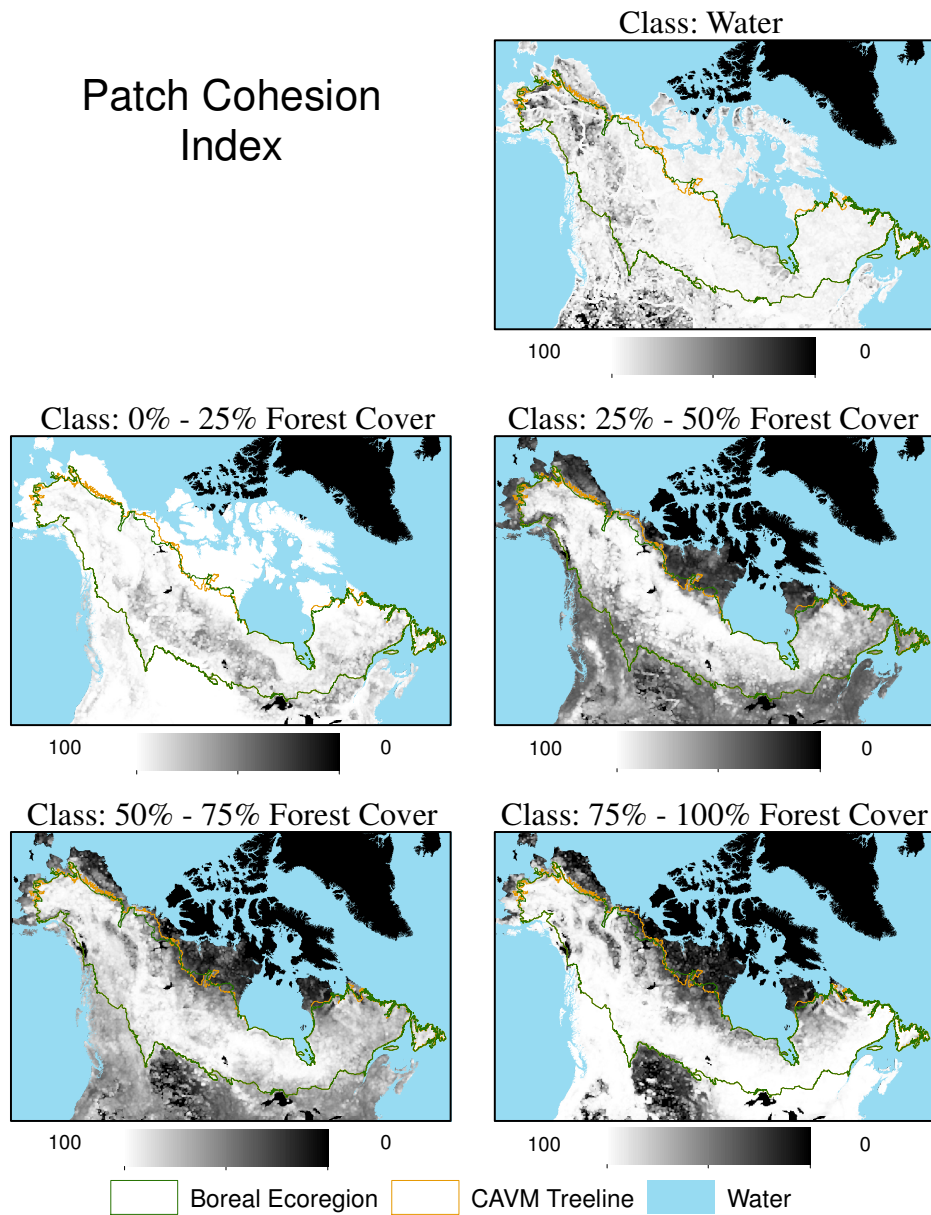 Patch Cohesion
Index
Class: Water
100 0
Class: 0% - 25% Forest Cover
100 0
Class: 25% - 50% Forest Cover
100 0
Class: 50% - 75% Forest Cover
100 0
Class: 75% - 100% Forest Cover
100 0
Boreal Ecoregion
CAVM Treeline
Water